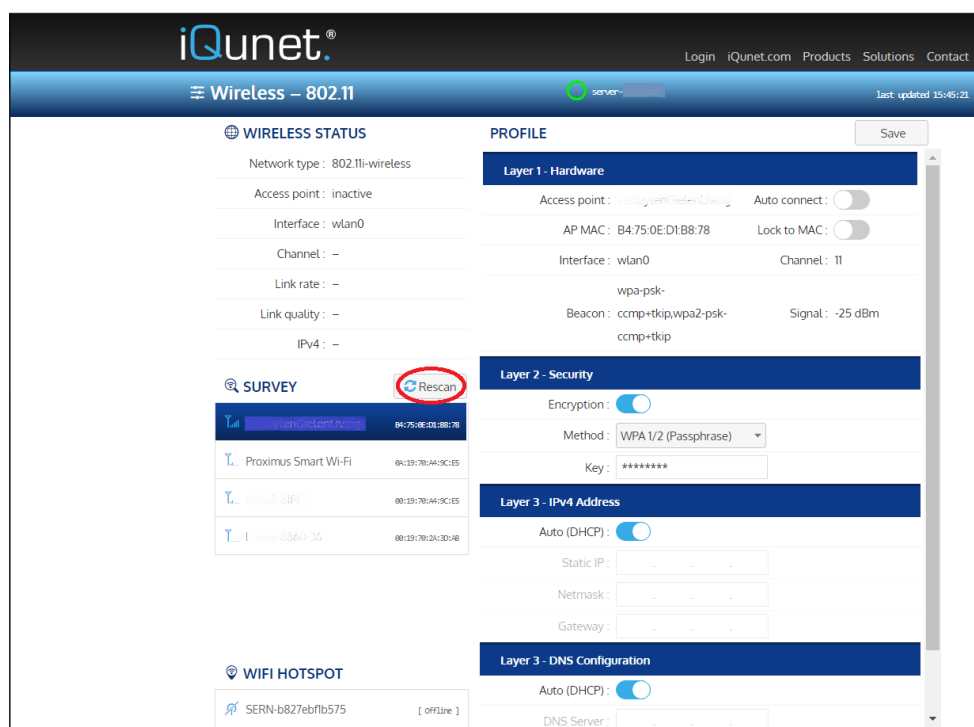 iQunet.®
Login iQunet.com Products Solutions Contact
Wireless – 802.11
server-
last updated 15:45:21
WIRELESS STATUS
Network type : 802.11i-wireless
Access point : inactive
Interface : wlan0
Channel : –
Link rate : –
Link quality : –
IPv4 : –
SURVEY
Rescan
B4:75:0E:D1:B8:78
Proximus Smart Wi-Fi 0A:19:70:A4:9C:E5
00:19:70:A4:9C:E5
00:19:70:2A:3D:AB
WIFI HOTSPOT
SERN-b827ebf1b575 [ Offline ]
PROFILE
Save
Layer 1 - Hardware
Access point : Auto connect :
AP MAC : B4:75:0E:D1:B8:78 Lock to MAC :
Interface : wlan0 Channel : 11
wpa-psk-
Beacon : ccmp+tkip,wpa2-psk- Signal : -25 dBm
ccmp+tkip
Layer 2 - Security
Encryption :
Method : WPA 1/2 (Passphrase)
Key : ********
Layer 3 - IPv4 Address
Auto (DHCP) :
Static IP : . . .
Netmask : . . .
Gateway : . . .
Layer 3 - DNS Configuration
Auto (DHCP) :
DNS Server : . . .